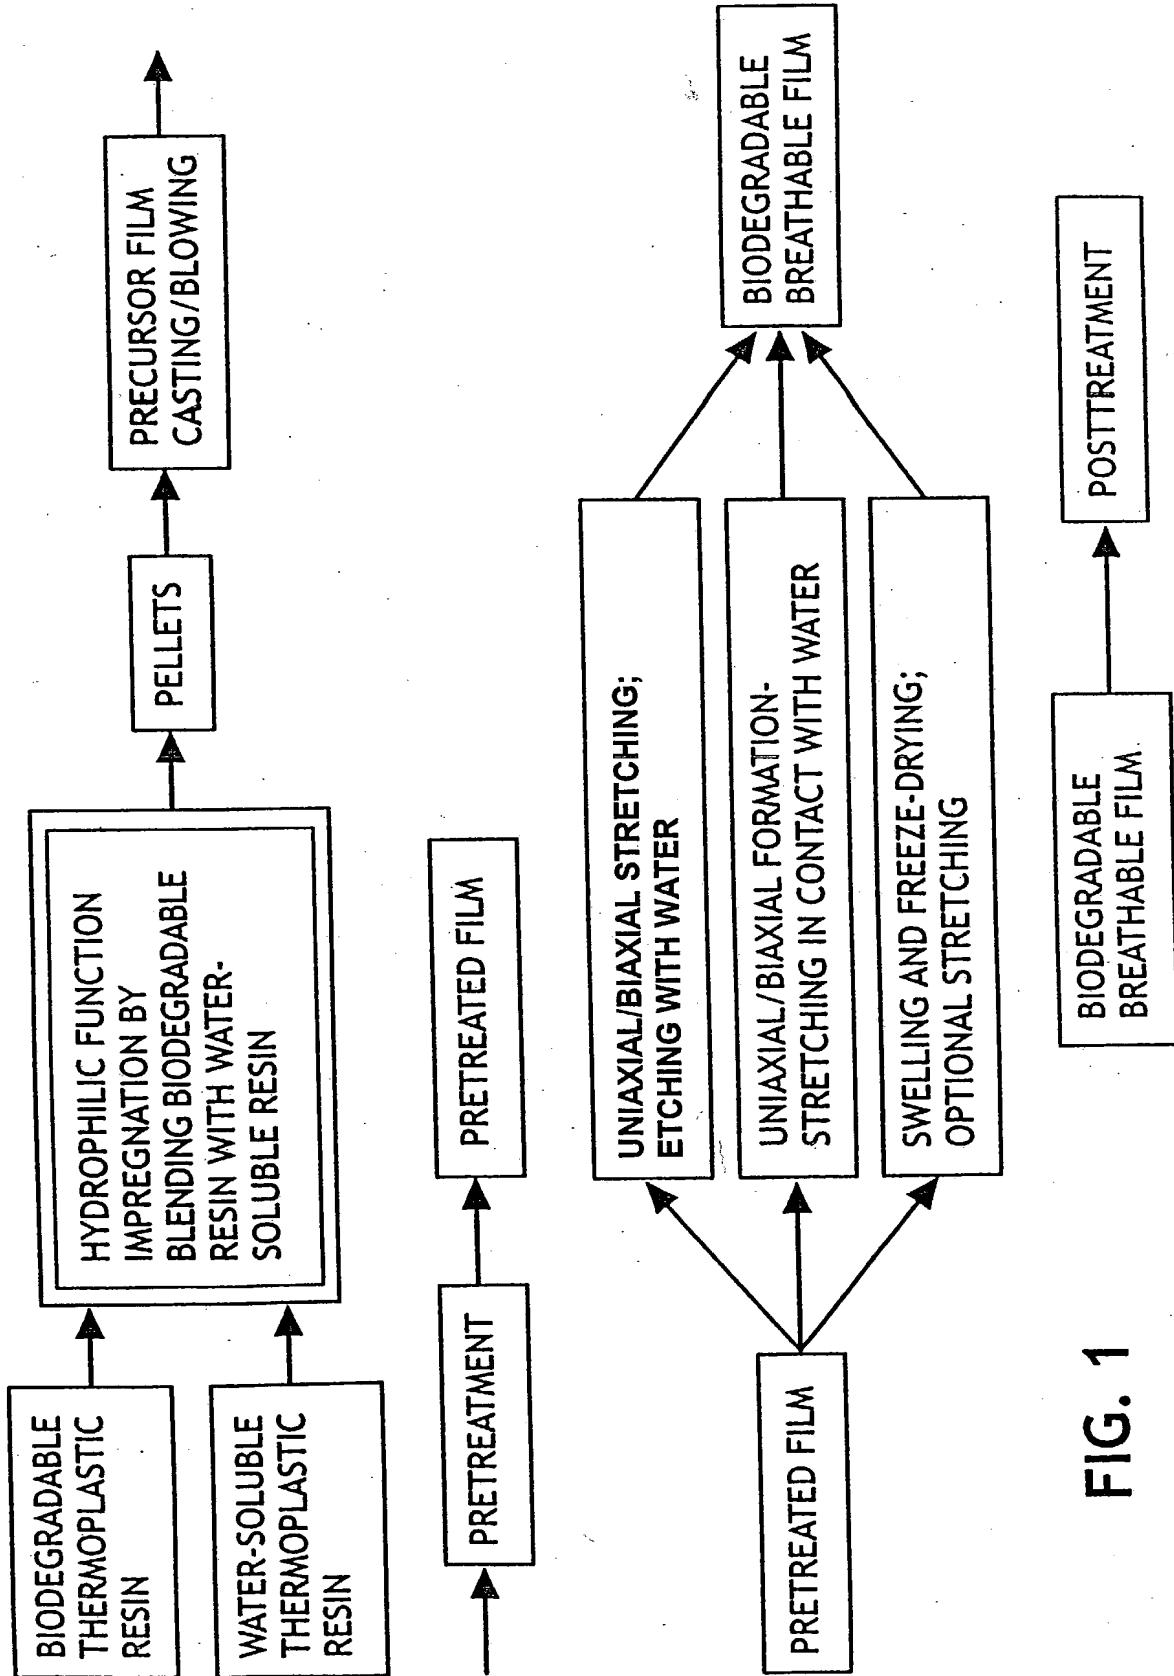 BIODEGRADABLE
THERMOPLASTIC
RESIN
WATER-SOLUBLE
THERMOPLASTIC
RESIN
HYDROPHILIC FUNCTION
IMPREGNATION BY
BLENDING BIODEGRADABLE
RESIN WITH WATER-
SOLUBLE RESIN
PELLETS
PRECURSOR FILM
CASTING/BLOWING
PRETREATMENT
PRETREATED FILM
PRETREATED FILM
UNIAXIAL/BIAXIAL STRETCHING;
ETCHING WITH WATER
UNIAXIAL/BIAXIAL FORMATION-
STRETCHING IN CONTACT WITH WATER
SWELLING AND FREEZE-DRYING;
OPTIONAL STRETCHING
BIODEGRADABLE
BREATHABLE FILM
BIODEGRADABLE
BREATHABLE FILM
POSTTREATMENT
FIG. 1